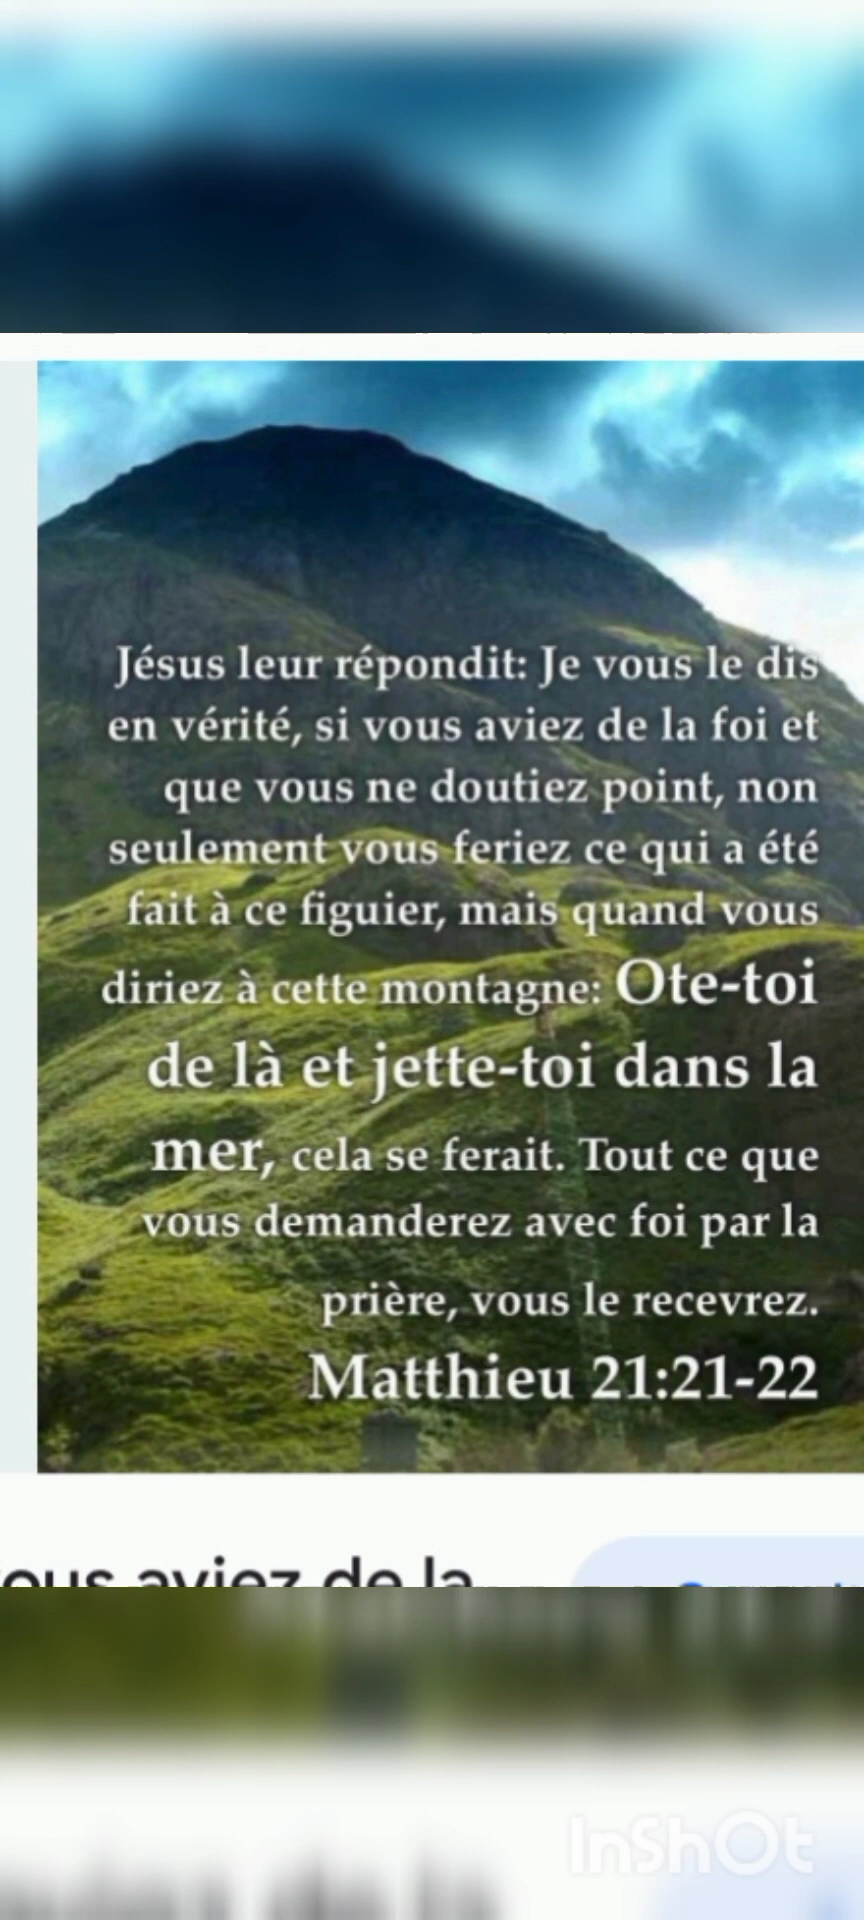 Jésus leur répondit: Je vous le dis
en vérité, si vous aviez de la foi et
que vous ne doutiez point, non
seulement vous feriez ce qui a été
fait à ce figuier, mais quand vous
diriez à cette montagne: Ote-toi
de là et jette-toi dans la
mer, cela se ferait. Tout ce que
vous demanderez avec foi par la
prière, vous le recevrez.
Matthieu 21:21-22
aviez de la
InShOt